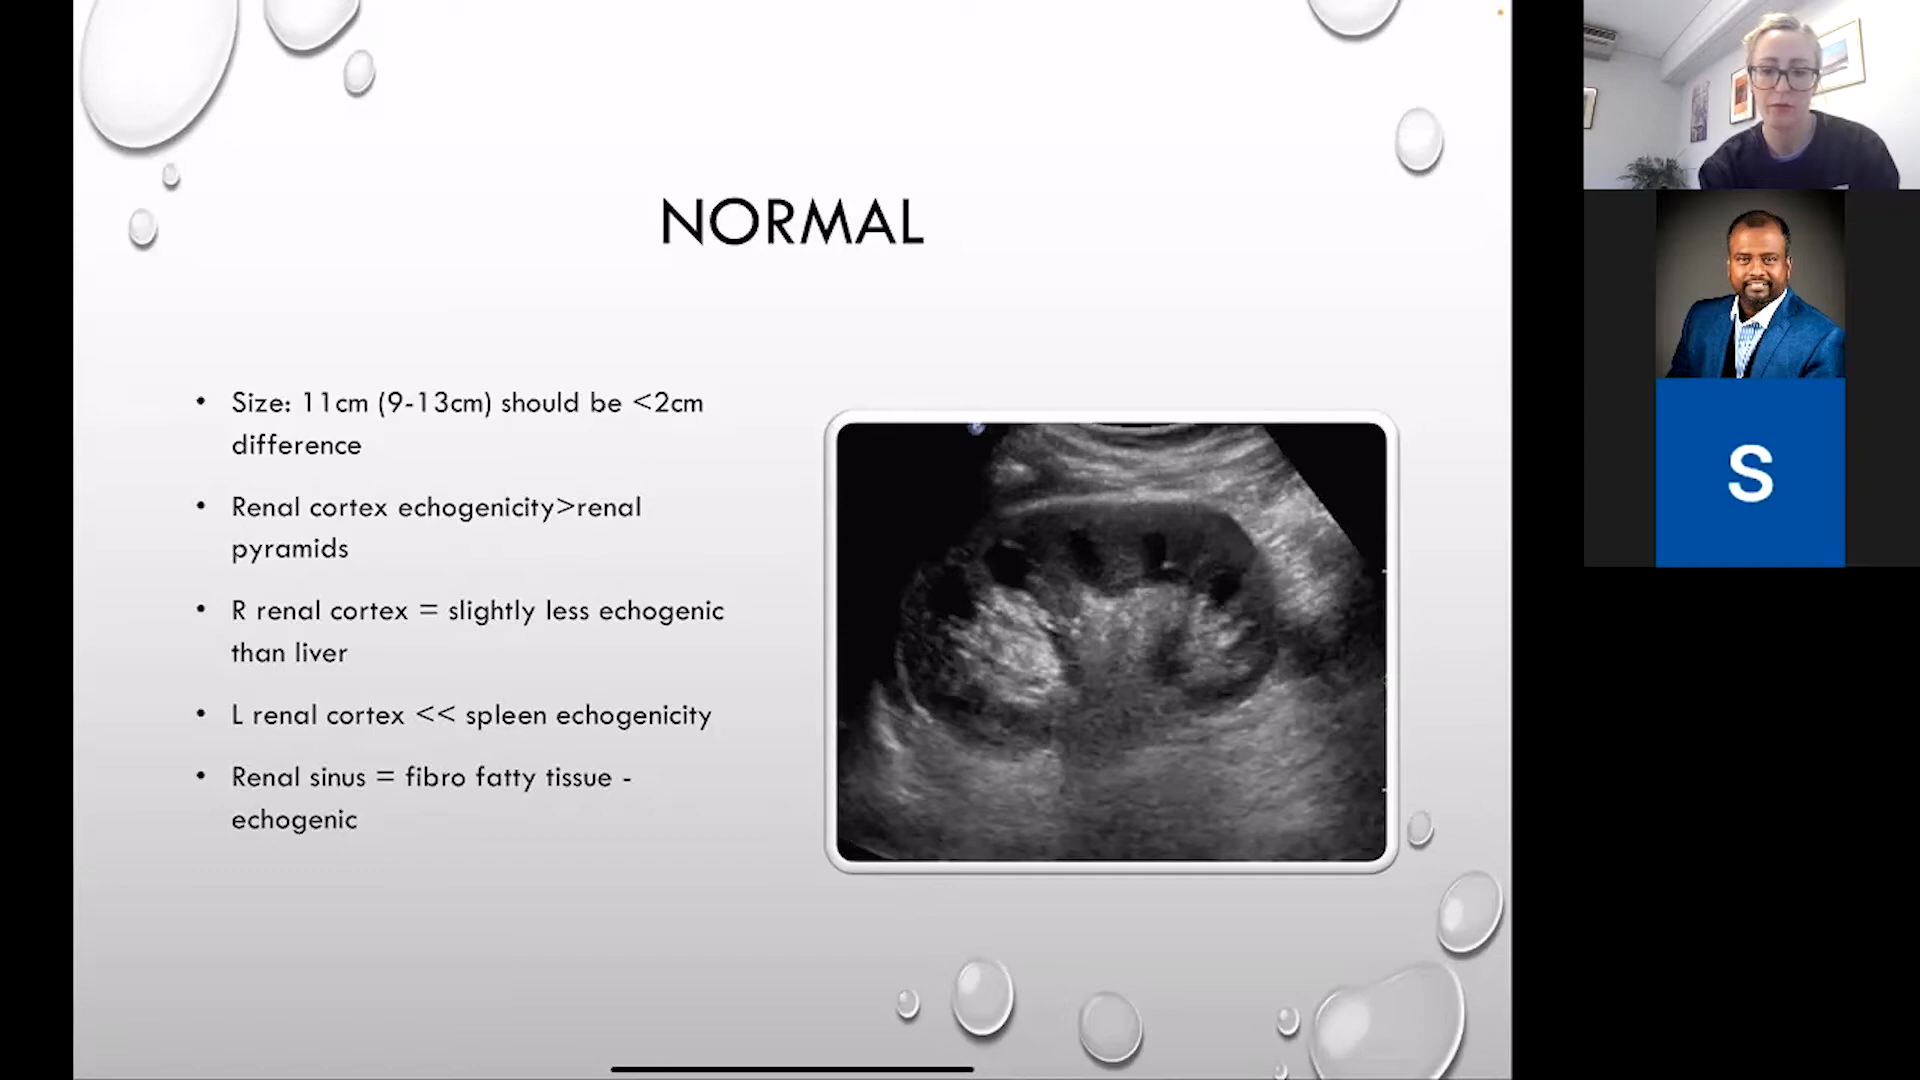 NORMAL
• Size: 11cm (9-13cm) should be <2cm
difference
• Renal cortex echogenicity>renal
pyramids
• R renal cortex = slightly less echogenic
than liver
• L renal cortex << spleen echogenicity
• Renal sinus = fibro fatty tissue -
echogenic
S